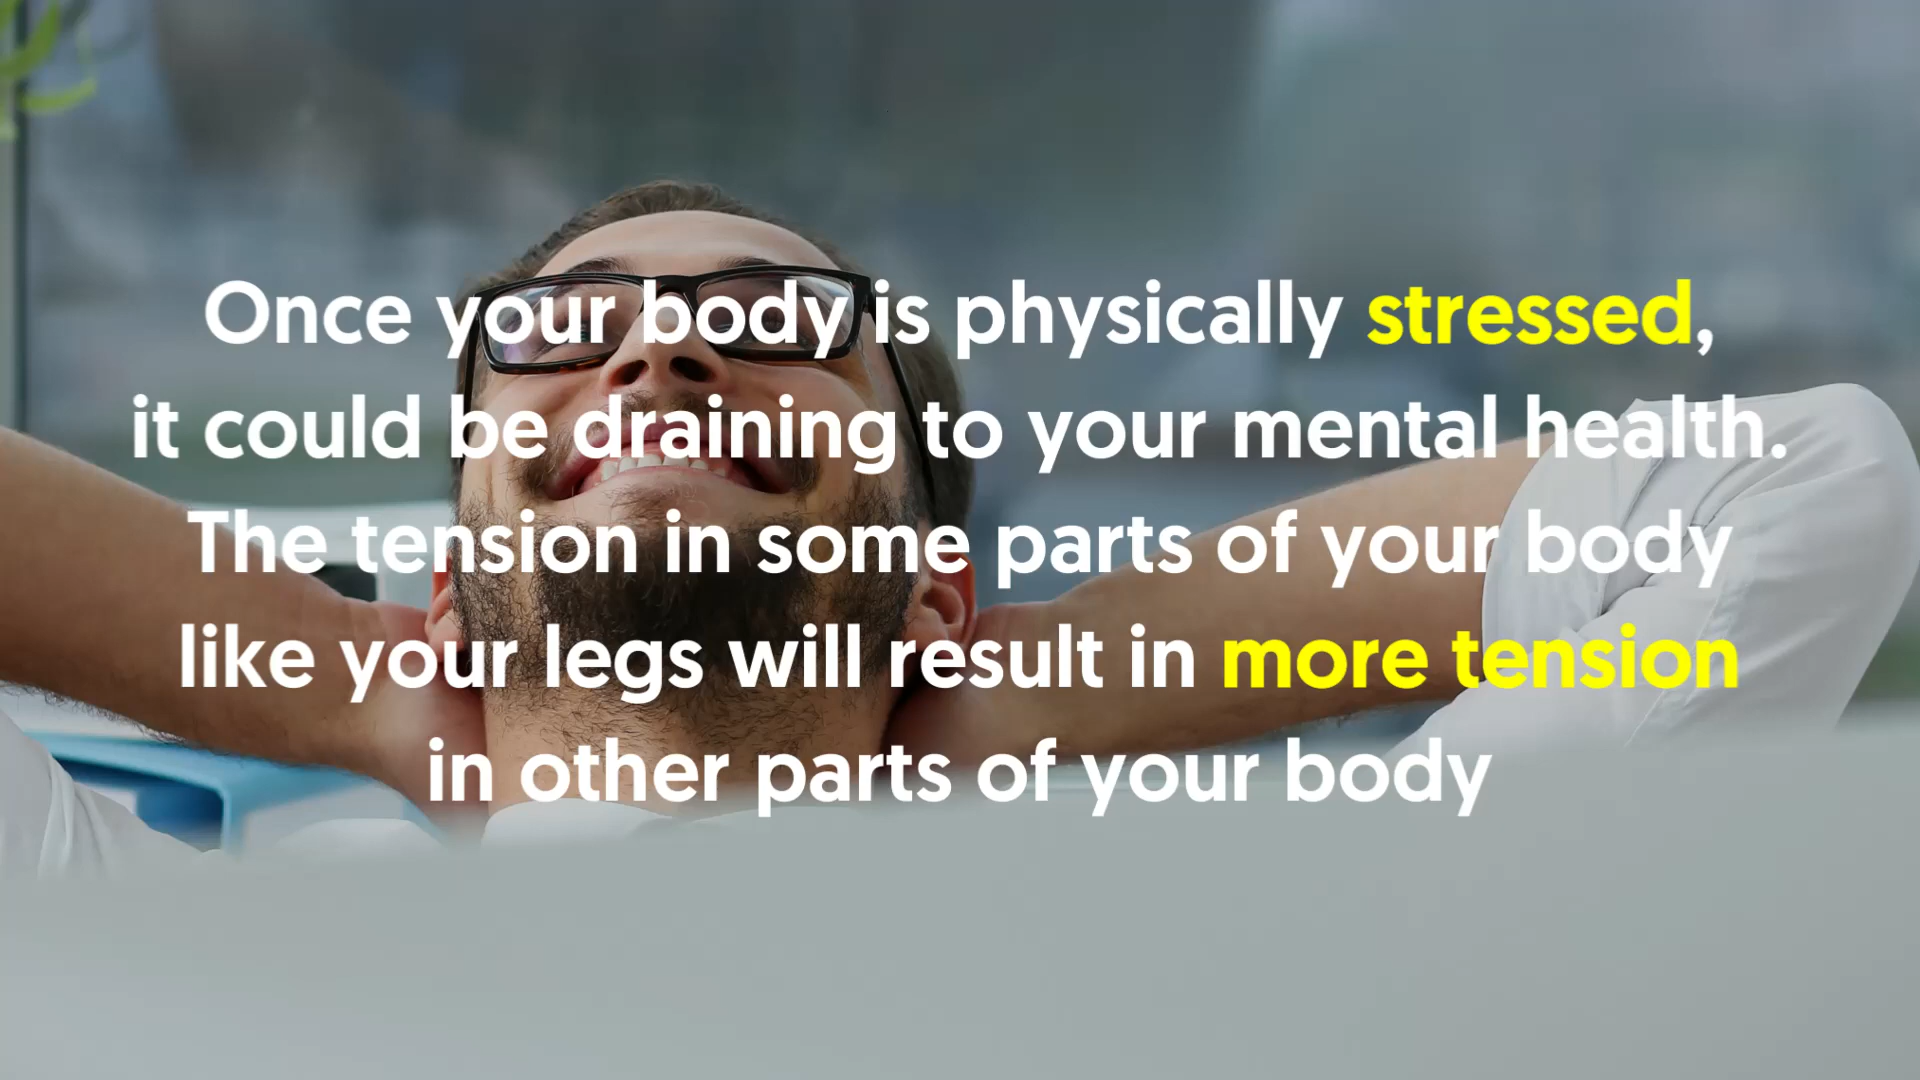 Once your body is physically stressed,
it could be draining to your mental health.
The tension in some parts of your body
like your legs will result in more tension
in other parts of your body